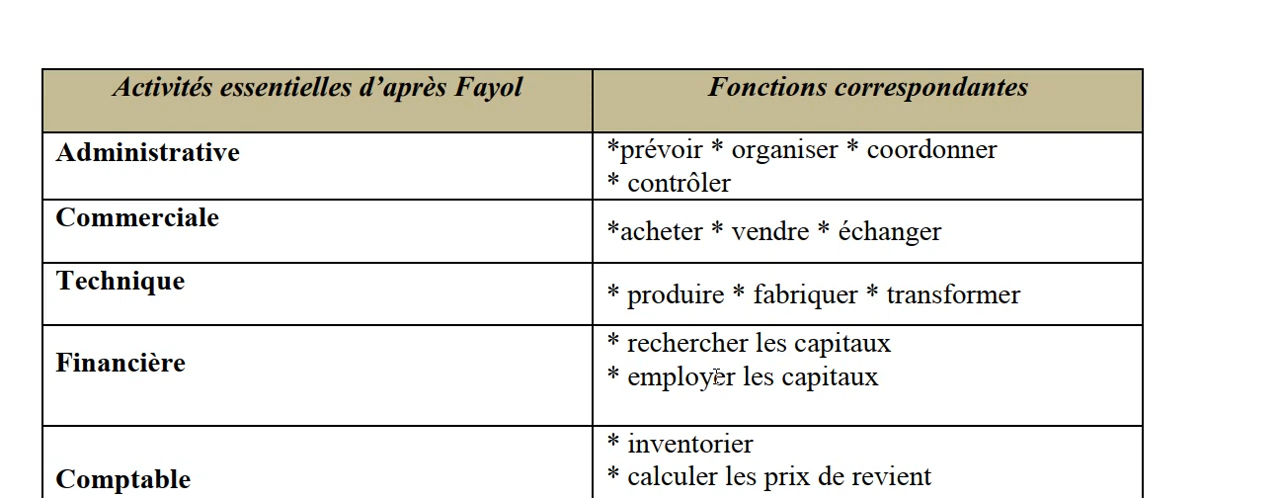 Activités essentielles d’après Fayol
Fonctions correspondantes
Administrative
*prévoir * organiser * coordonner
* contrôler
Commerciale
*acheter * vendre * échanger
Technique
* produire * fabriquer * transformer
Financière
* rechercher les capitaux
* employer les capitaux
Comptable
* inventorier
* calculer les prix de revient